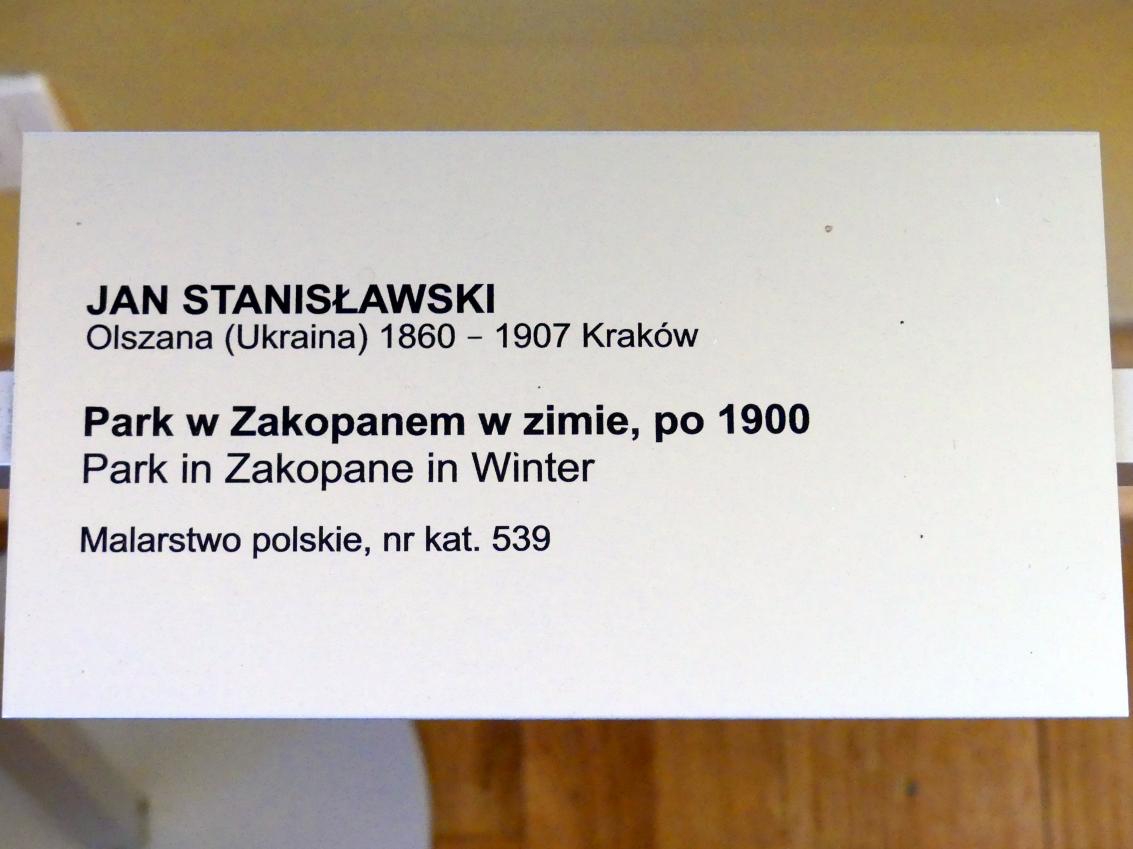 JAN STANISŁAWSKI
Olszana (Ukraina) 1860 – 1907 Kraków
Park w Zakopanem w zimie, po 1900
Park in Zakopane in Winter
Malarstwo polskie, nr kat. 539